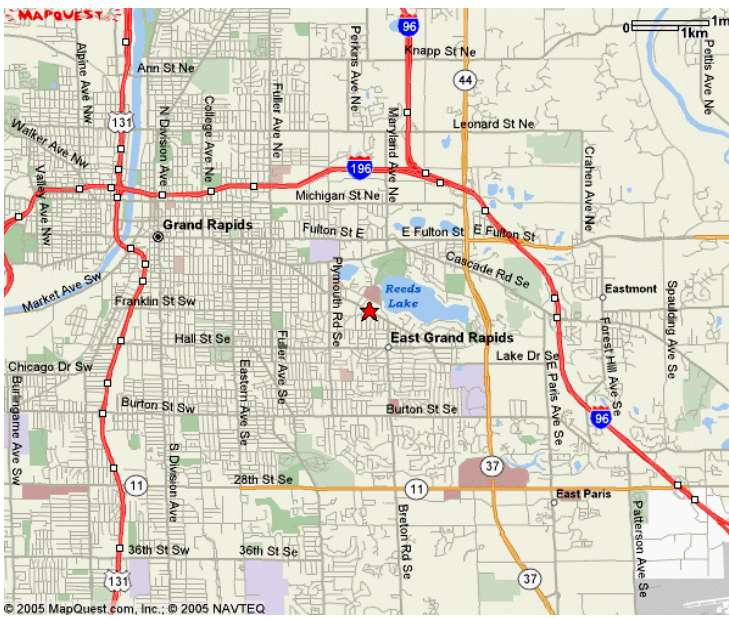 MAPQUEST
96
1mi
0
1km
Knapp St Ne
Alpine Ave Nw
Ann St Ne
Perkins Ave Ne
Pettis Ave Ne
44
131
N Division Ave
College Ave Ne
Fuller Ave Ne
Maryland Ave Ne
Leonard St Ne
Walker Ave Nw
Valley Ave Nw
196
Crahen Ave Ne
Michigan St Ne
Grand Rapids
Fulton St E
E Fulton St
E Fulton St
Cascade Rd Se
Market Ave Sw
Plymouth Rd Se
Reeds
Lake
Eastmont
Spaulding Ave Se
Franklin St Sw
Hall St Se
Fuller Ave Se
East Grand Rapids
Forest Hill Ave Se
Lake Dr Se
Chicago Dr Sw
Eastern Ave Se
E Paris Ave Se
Burlingame Ave Sw
Burton St Sw
Burton St Se
96
S Division Ave
37
11
28th St Se
11
East Paris
Breton Rd Se
Patterson Ave Se
36th St Sw
36th St Se
131
37
© 2005 MapQuest.com, Inc.; © 2005 NAVTEQ